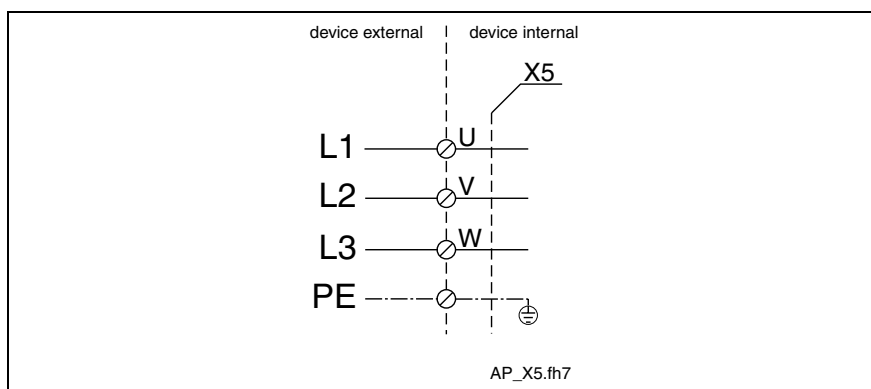 device external device internal
X5
L1 U
L2 V
L3 W
PE
AP_X5.fh7